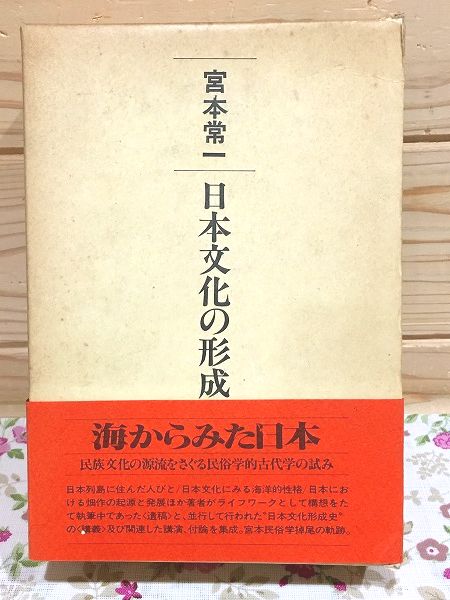 宮本常一
日本文化の形成
海からみた日本
民族文化の源流をさぐる民俗学的古代学の試み
日本列島に住んだ人びと/日本文化にみる海洋的性格/日本にお
ける畑作の起源と発展ほか著者がライフワークとして構想をた
て執筆中であった〈遺稿〉と、並行して行われた"日本文化形成史"
の〈講義〉及び関連した講演、付論を集成。宮本民俗学掉尾の軌跡。